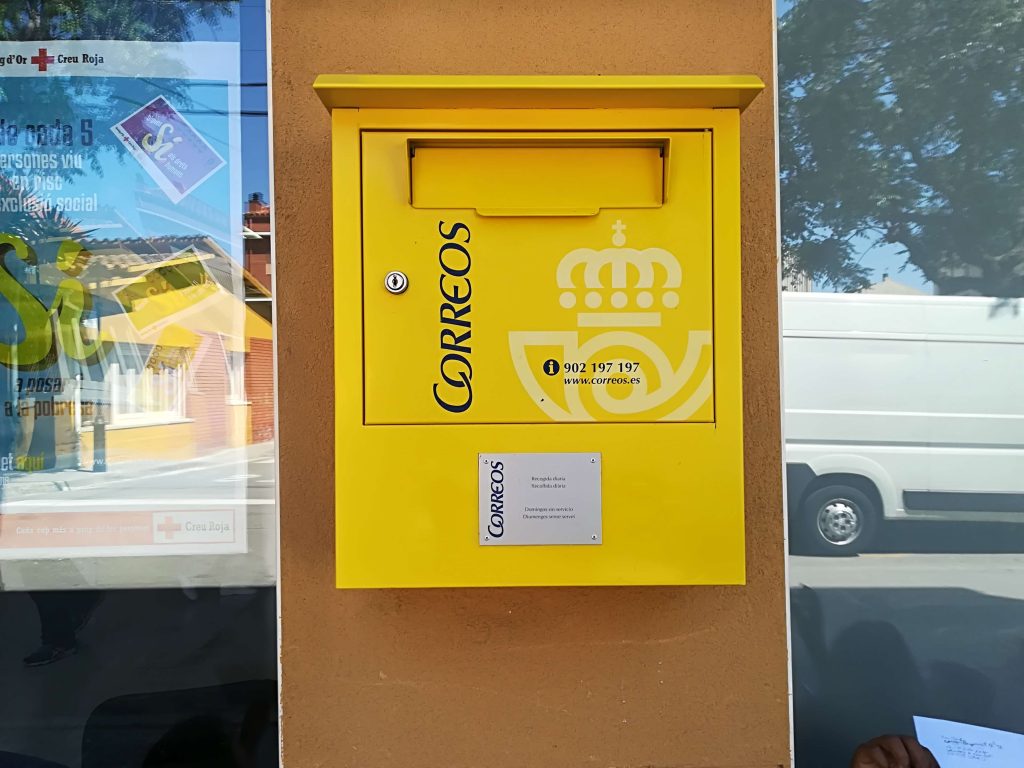 Creu Roja
de cada 5
persones viu
en risc
exclusió social
Sí
Sí
a posar
a la pobresa
aquí
Creu Roja
CORREOS
902 197 197
www.correos.es
CORREOS
Recogida diaria
Recollida diària
Domingos sin servicio
Diumenges sense servei